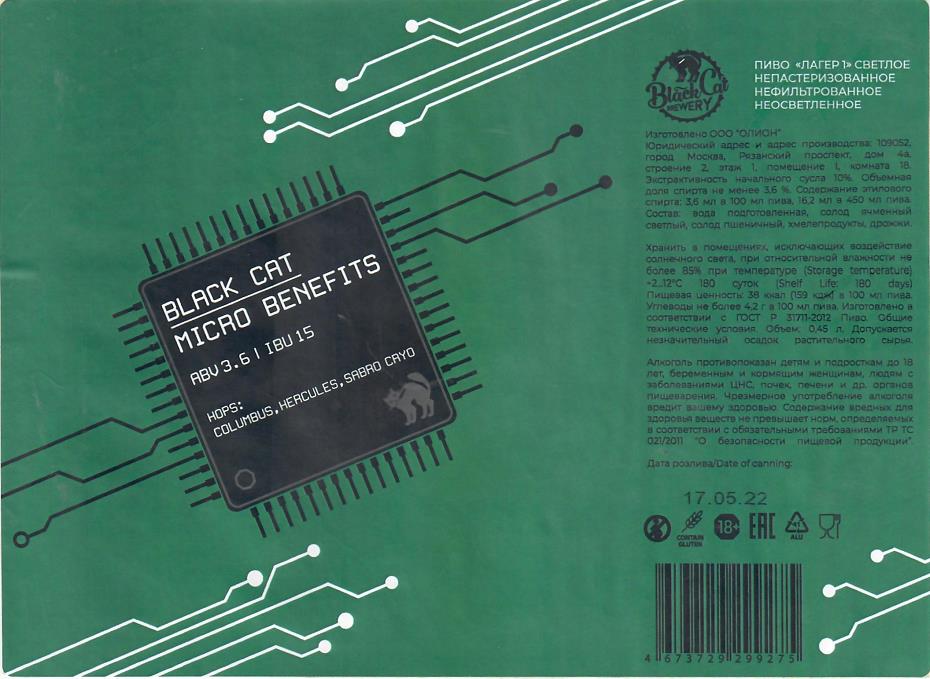 BLACK CAT
MICRO BENEFITS
ABV 3.6 | IBU 15
HOPS:
COLUMBUS, HERCULES, SABRO CRYO
Black Cat
BREWERY
ПИВО «ЛАГЕР 1» СВЕТЛОЕ
НЕПАСТЕРИЗОВАННОЕ
НЕФИЛЬТРОВАННОЕ
НЕОСВЕТЛЕННОЕ
Изготовлено ООО "ОЛИОН"
Юридический адрес и адрес производства: 109052,
город Москва, Рязанский проспект, дом 4а,
строение 2, этаж 1, помещение I, комната 18.
Экстрактивность начального сусла 10%. Объемная
доля спирта не менее 3,6 %. Содержание этилового
спирта: 3,6 мл в 100 мл пива, 16,2 мл в 450 мл пива.
Состав: вода подготовленная, солод ячменный
светлый, солод пшеничный, хмелепродукты, дрожжи.
Хранить в помещениях, исключающих воздействие
солнечного света, при относительной влажности не
более 85% при температуре (Storage temperature)
+2...12°C 180 суток (Shelf Life: 180 days)
Пищевая ценность: 38 ккал (159 кдж) в 100 мл пива.
Углеводы не более 4,2 г в 100 мл пива. Изготовлено в
соответствии с ГОСТ Р 31711-2012 Пиво. Общие
технические условия. Объем: 0,45 л. Допускается
незначительный осадок растительного сырья.
Алкоголь противопоказан детям и подросткам до 18
лет, беременным и кормящим женщинам, людям с
заболеваниями ЦНС, почек, печени и др. органов
пищеварения. Чрезмерное употребление алкоголя
вредит вашему здоровью. Содержание вредных для
здоровья веществ не превышает норм, определяемых
в соответствии с обязательными требованиями ТР ТС
021/2011 "О безопасности пищевой продукции".
Дата розлива/Date of canning:
17.05.22
CONTAIN
GLUTEN
18+
EAC
41
ALU
4 673729 299275